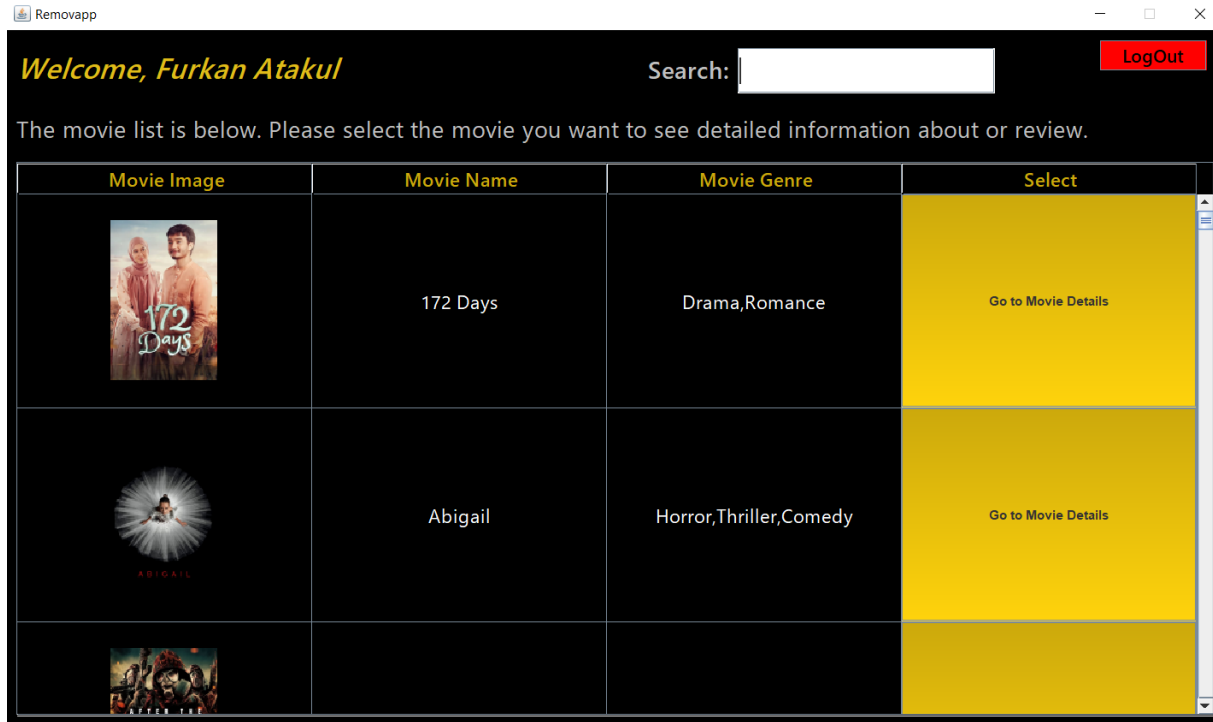 Removapp
Welcome, Furkan Atakul
Search:
LogOut
The movie list is below. Please select the movie you want to see detailed information about or review.
Movie Image Movie Name Movie Genre Select
172
Days
172 Days Drama,Romance Go to Movie Details
ABIGAIL
Abigail Horror,Thriller,Comedy Go to Movie Details
AFTER THE